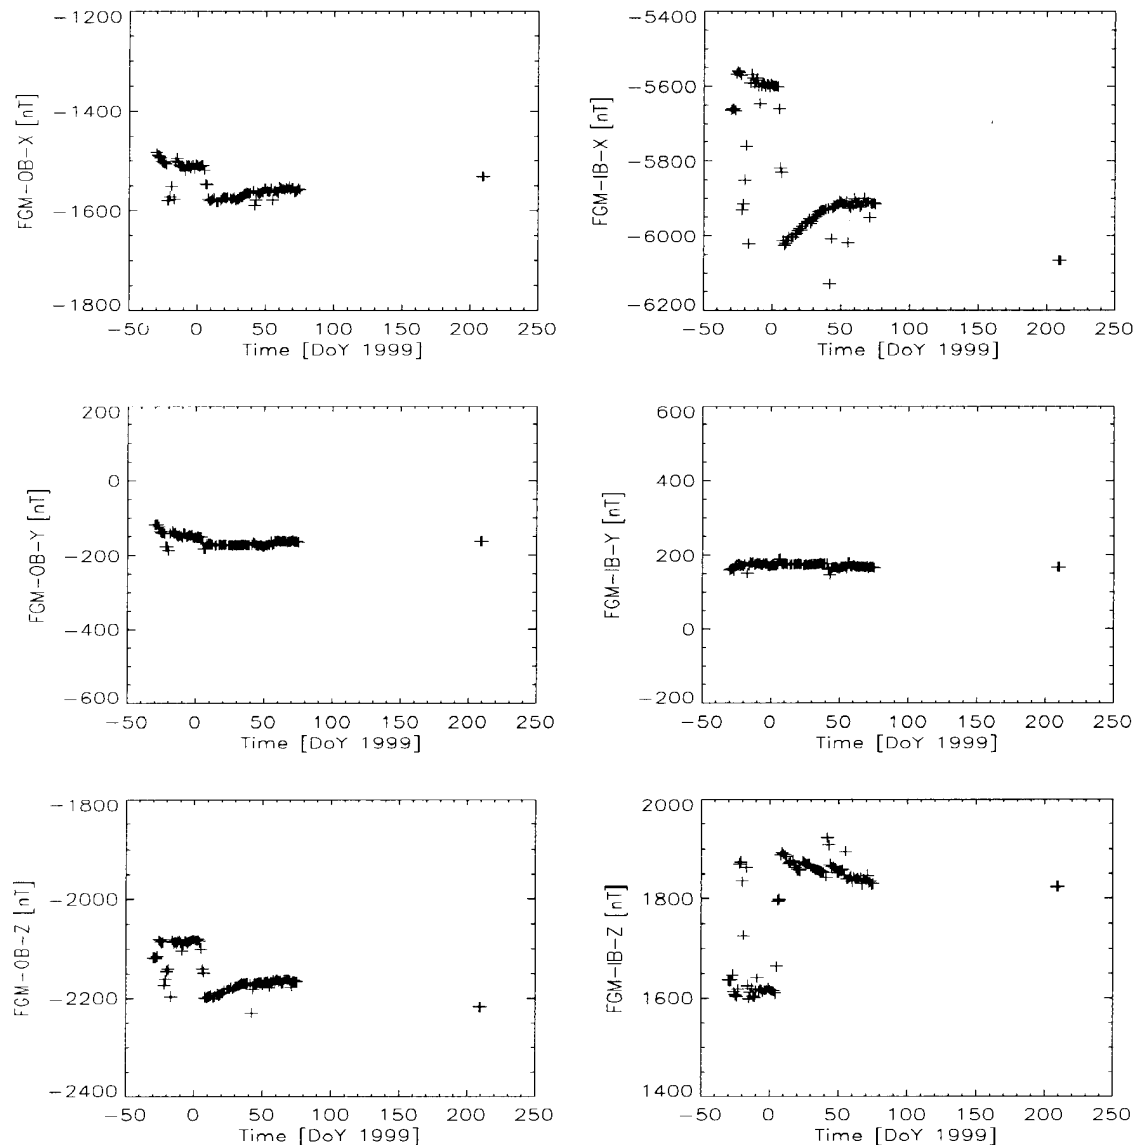 FGM-OB-X [nT]
-1200
-1400
-1600
-1800
-50 0 50 100 150 200 250
Time [DoY 1999]
FGM-IB-X [nT]
-5400
-5600
-5800
-6000
-6200
-50 0 50 100 150 200 250
Time [DoY 1999]
FGM-OB-Y [nT]
200
0
-200
-400
-600
-50 0 50 100 150 200 250
Time [DoY 1999]
FGM-IB-Y [nT]
600
400
200
0
-200
-50 0 50 100 150 200 250
Time [DoY 1999]
FGM-OB-Z [nT]
-1800
-2000
-2200
-2400
-50 0 50 100 150 200 250
Time [DoY 1999]
FGM-IB-Z [nT]
2000
1800
1600
1400
-50 0 50 100 150 200 250
Time [DoY 1999]